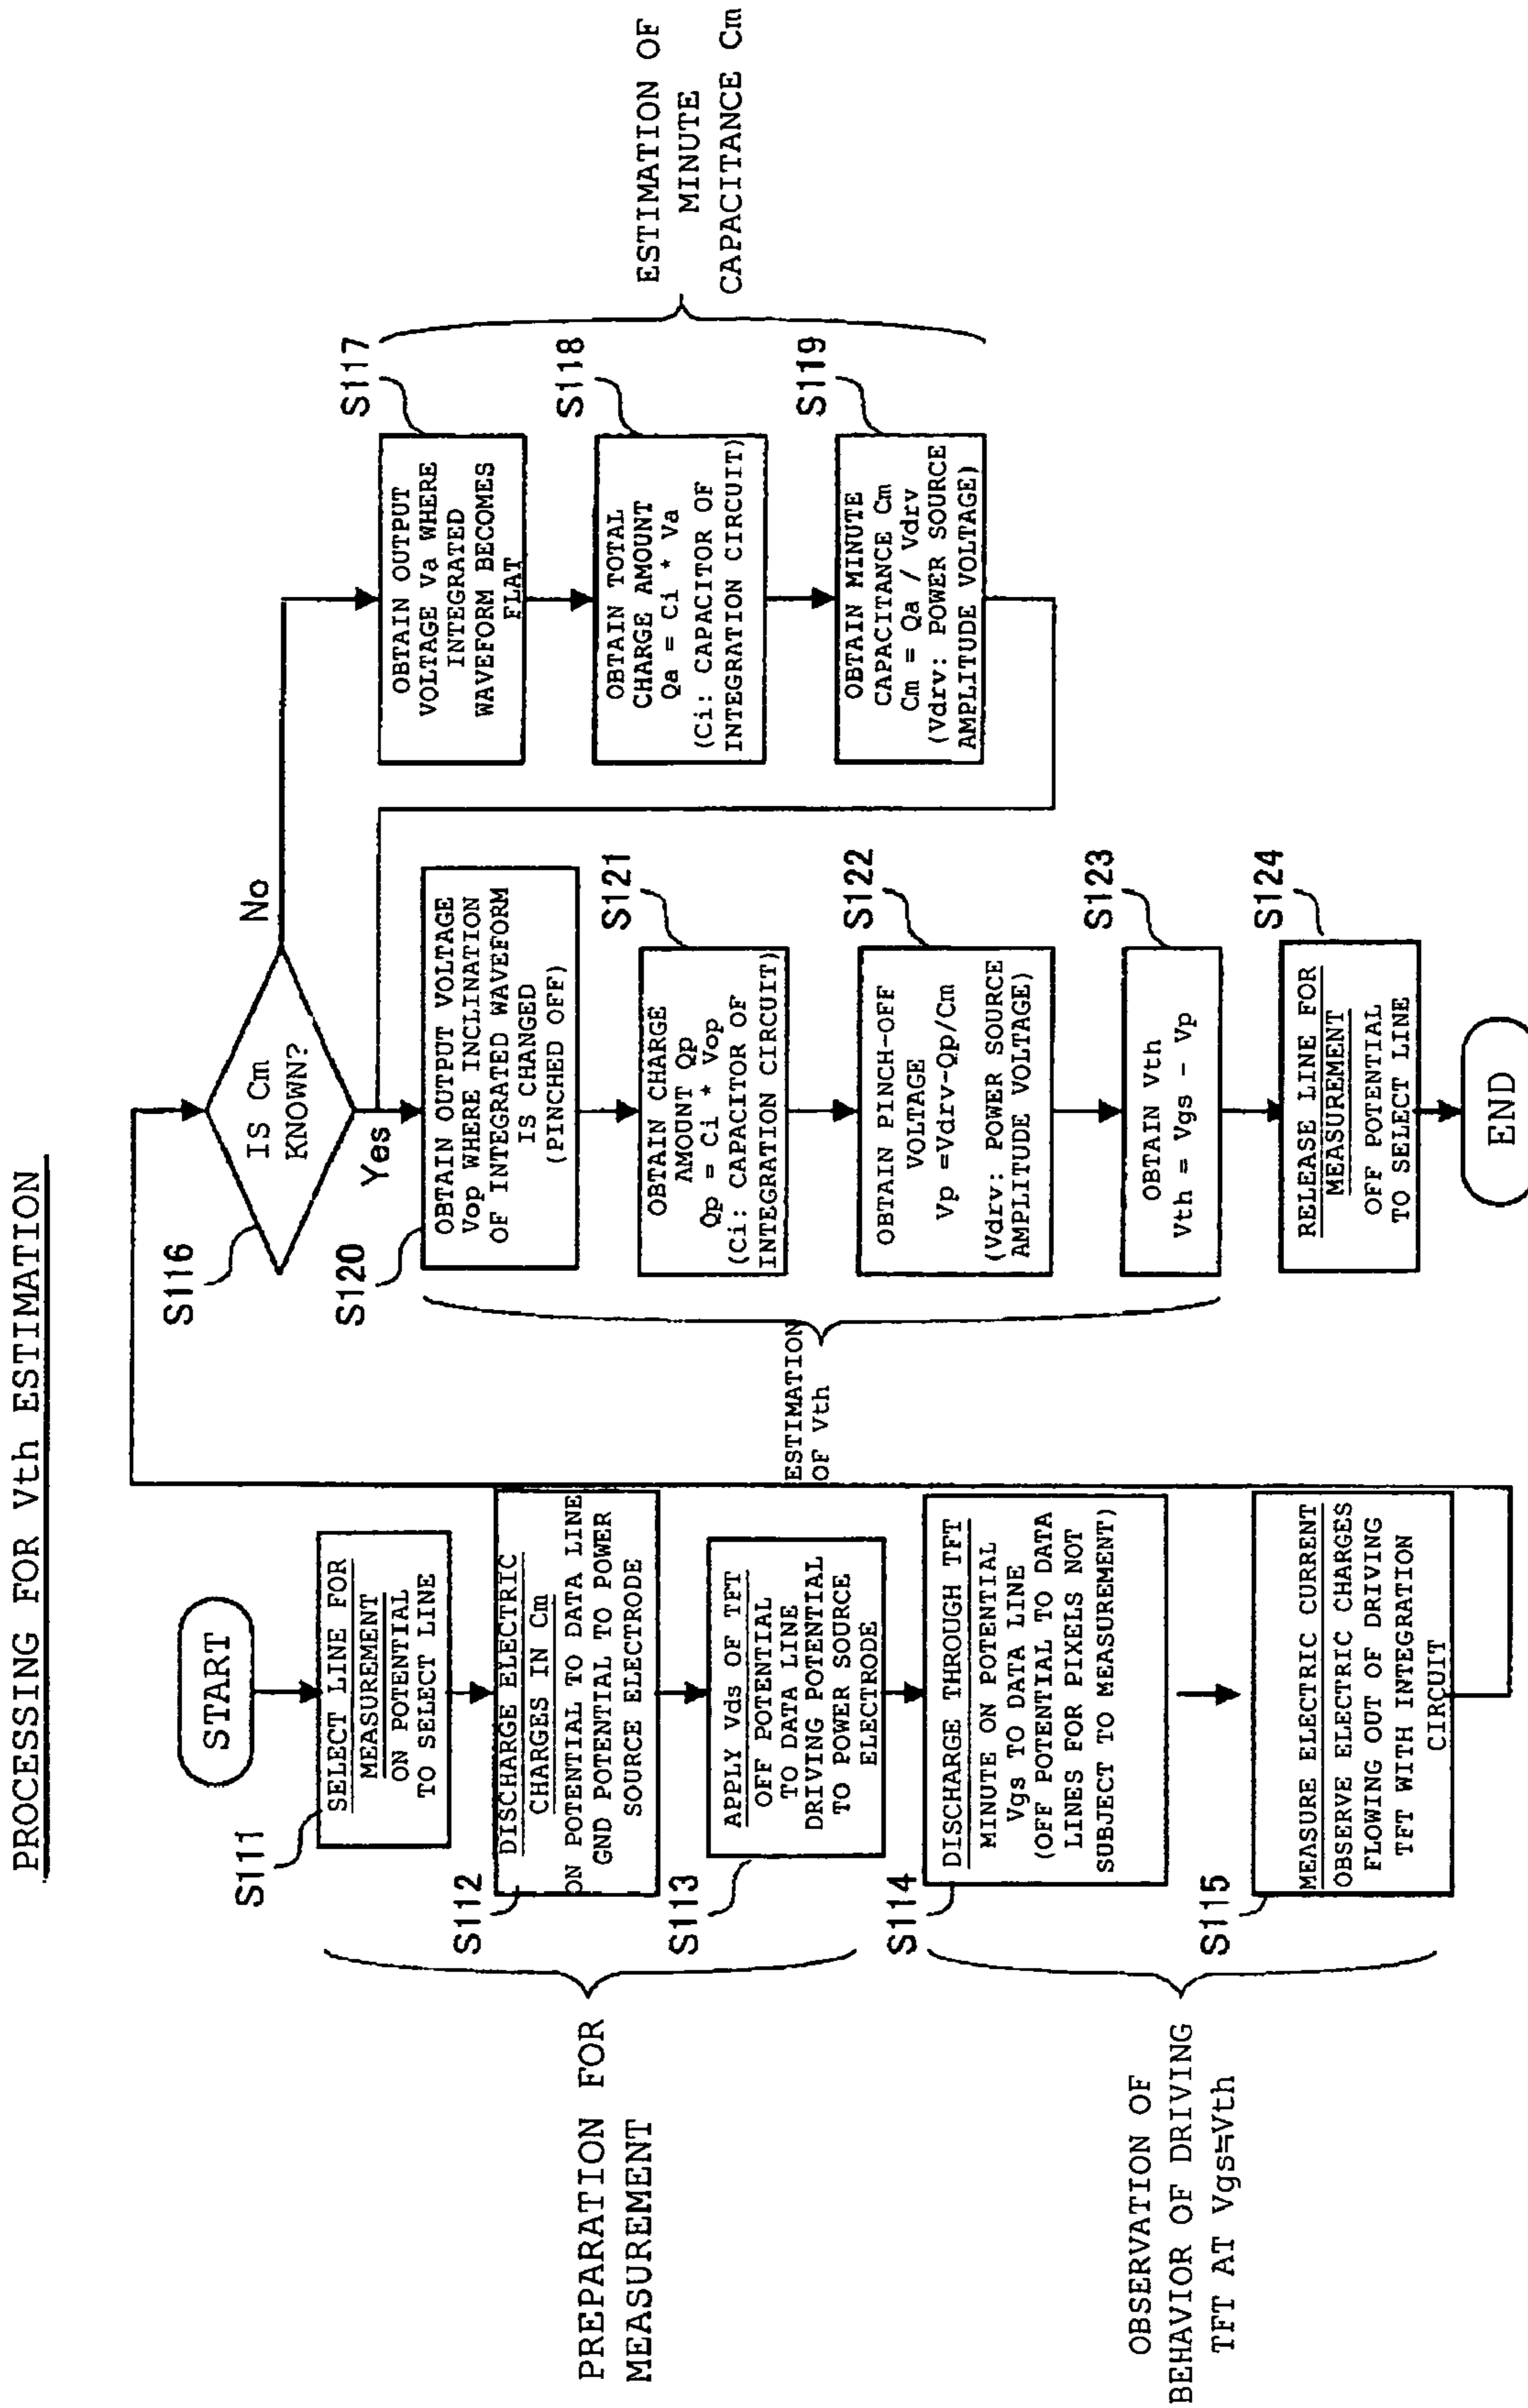 PROCESSING FOR Vth ESTIMATION
START
S111
SELECT LINE FOR
MEASUREMENT
ON POTENTIAL
TO SELECT LINE
S112
DISCHARGE ELECTRIC
CHARGES IN Cm
ON POTENTIAL TO DATA LINE
GND POTENTIAL TO POWER
SOURCE ELECTRODE
S113
APPLY Vds OF TFT
OFF POTENTIAL
TO DATA LINE
DRIVING POTENTIAL
TO POWER SOURCE
ELECTRODE
PREPARATION FOR
MEASUREMENT
S114
DISCHARGE THROUGH TFT
MINUTE ON POTENTIAL
Vgs TO DATA LINE
(OFF POTENTIAL TO DATA
LINES FOR PIXELS NOT
SUBJECT TO MEASUREMENT)
S115
MEASURE ELECTRIC CURRENT
OBSERVE ELECTRIC CHARGES
FLOWING OUT OF DRIVING
TFT WITH INTEGRATION
CIRCUIT
OBSERVATION OF
BEHAVIOR OF DRIVING
TFT AT Vgs≒Vth
S116
IS Cm
KNOWN?
No
Yes
S117
OBTAIN OUTPUT
VOLTAGE Va WHERE
INTEGRATED
WAVEFORM BECOMES
FLAT
S118
OBTAIN TOTAL
CHARGE AMOUNT
Qa = Ci * Va
(Ci: CAPACITOR OF
INTEGRATION CIRCUIT)
S119
OBTAIN MINUTE
CAPACITANCE Cm
Cm = Qa / Vdrv
(Vdrv: POWER SOURCE
AMPLITUDE VOLTAGE)
ESTIMATION OF
MINUTE
CAPACITANCE Cm
S120
OBTAIN OUTPUT VOLTAGE
Vop WHERE INCLINATION
OF INTEGRATED WAVEFORM
IS CHANGED
(PINCHED OFF)
S121
OBTAIN CHARGE
AMOUNT Qp
Qp = Ci * Vop
(Ci: CAPACITOR OF
INTEGRATION CIRCUIT)
S122
OBTAIN PINCH-OFF
VOLTAGE
Vp =Vdrv-Qp/Cm
(Vdrv: POWER SOURCE
AMPLITUDE VOLTAGE)
S123
OBTAIN Vth
Vth = Vgs - Vp
ESTIMATION
OF Vth
S124
RELEASE LINE FOR
MEASUREMENT
OFF POTENTIAL
TO SELECT LINE
END